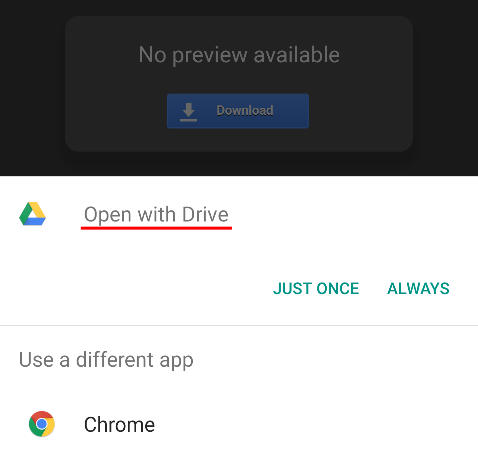 No preview available
Download
Open with Drive
JUST ONCE ALWAYS
Use a different app
Chrome